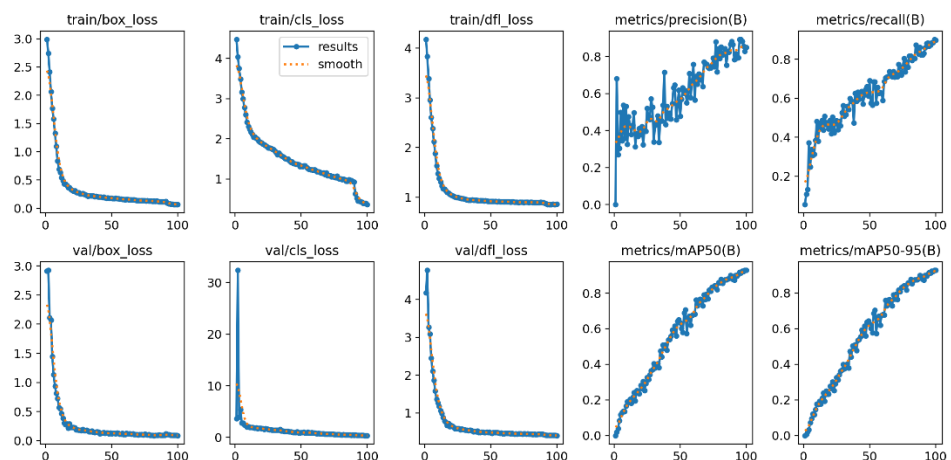 train/box_loss
3.0
2.5
2.0
1.5
1.0
0.5
0.0
0 50 100
train/cls_loss
results
smooth
4
3
2
1
0 50 100
train/dfl_loss
4
3
2
1
0 50 100
metrics/precision(B)
0.8
0.6
0.4
0.2
0.0
0 50 100
metrics/recall(B)
0.8
0.6
0.4
0.2
0 50 100
val/box_loss
3.0
2.5
2.0
1.5
1.0
0.5
0.0
0 50 100
val/cls_loss
30
20
10
0
0 50 100
val/dfl_loss
4
3
2
1
0 50 100
metrics/mAP50(B)
0.8
0.6
0.4
0.2
0.0
0 50 100
metrics/mAP50-95(B)
0.8
0.6
0.4
0.2
0.0
0 50 100